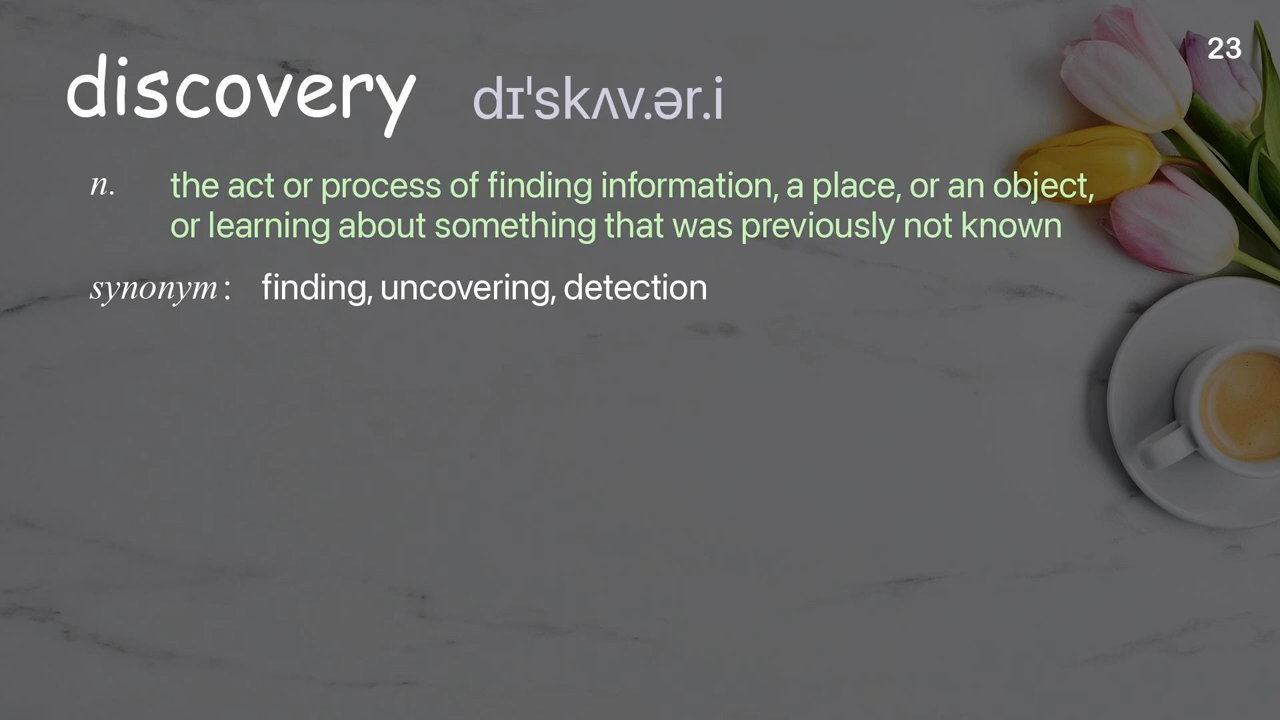 23
discovery dɪˈskʌv.ər.i
n. the act or process of finding information, a place, or an object,
or learning about something that was previously not known
synonym: finding, uncovering, detection